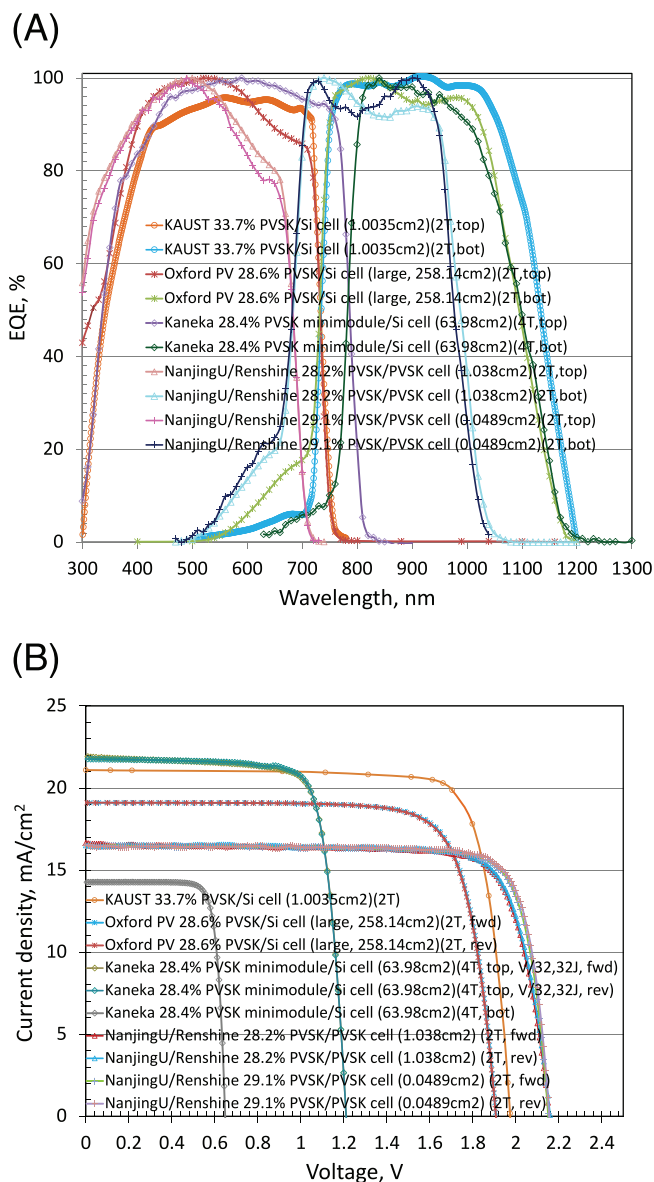 (A)
100
80
60
40
20
0
EQE, %
KAUST 33.7% PVSK/Si cell (1.0035cm2)(2T,top)
KAUST 33.7% PVSK/Si cell (1.0035cm2)(2T,bot)
Oxford PV 28.6% PVSK/Si cell (large, 258.14cm2)(2T,top)
Oxford PV 28.6% PVSK/Si cell (large, 258.14cm2)(2T,bot)
Kaneka 28.4% PVSK minimodule/Si cell (63.98cm2)(4T,top)
Kaneka 28.4% PVSK minimodule/Si cell (63.98cm2)(4T,bot)
NanjingU/Renshine 28.2% PVSK/PVSK cell (1.038cm2)(2T,top)
NanjingU/Renshine 28.2% PVSK/PVSK cell (1.038cm2)(2T,bot)
NanjingU/Renshine 29.1% PVSK/PVSK cell (0.0489cm2)(2T,top)
NanjingU/Renshine 29.1% PVSK/PVSK cell (0.0489cm2)(2T,bot)
300 400 500 600 700 800 900 1000 1100 1200 1300
Wavelength, nm
(B)
25
20
15
10
5
0
Current density, mA/cm²
KAUST 33.7% PVSK/Si cell (1.0035cm2)(2T)
Oxford PV 28.6% PVSK/Si cell (large, 258.14cm2)(2T, fwd)
Oxford PV 28.6% PVSK/Si cell (large, 258.14cm2)(2T, rev)
Kaneka 28.4% PVSK minimodule/Si cell (63.98cm2)(4T, top, V/32,32J, fwd)
Kaneka 28.4% PVSK minimodule/Si cell (63.98cm2)(4T, top, V/32,32J, rev)
Kaneka 28.4% PVSK minimodule/Si cell (63.98cm2)(4T, bot)
NanjingU/Renshine 28.2% PVSK/PVSK cell (1.038cm2) (2T, fwd)
NanjingU/Renshine 28.2% PVSK/PVSK cell (1.038cm2) (2T, rev)
NanjingU/Renshine 29.1% PVSK/PVSK cell (0.0489cm2) (2T, fwd)
NanjingU/Renshine 29.1% PVSK/PVSK cell (0.0489cm2) (2T, rev)
0 0.2 0.4 0.6 0.8 1 1.2 1.4 1.6 1.8 2 2.2 2.4
Voltage, V